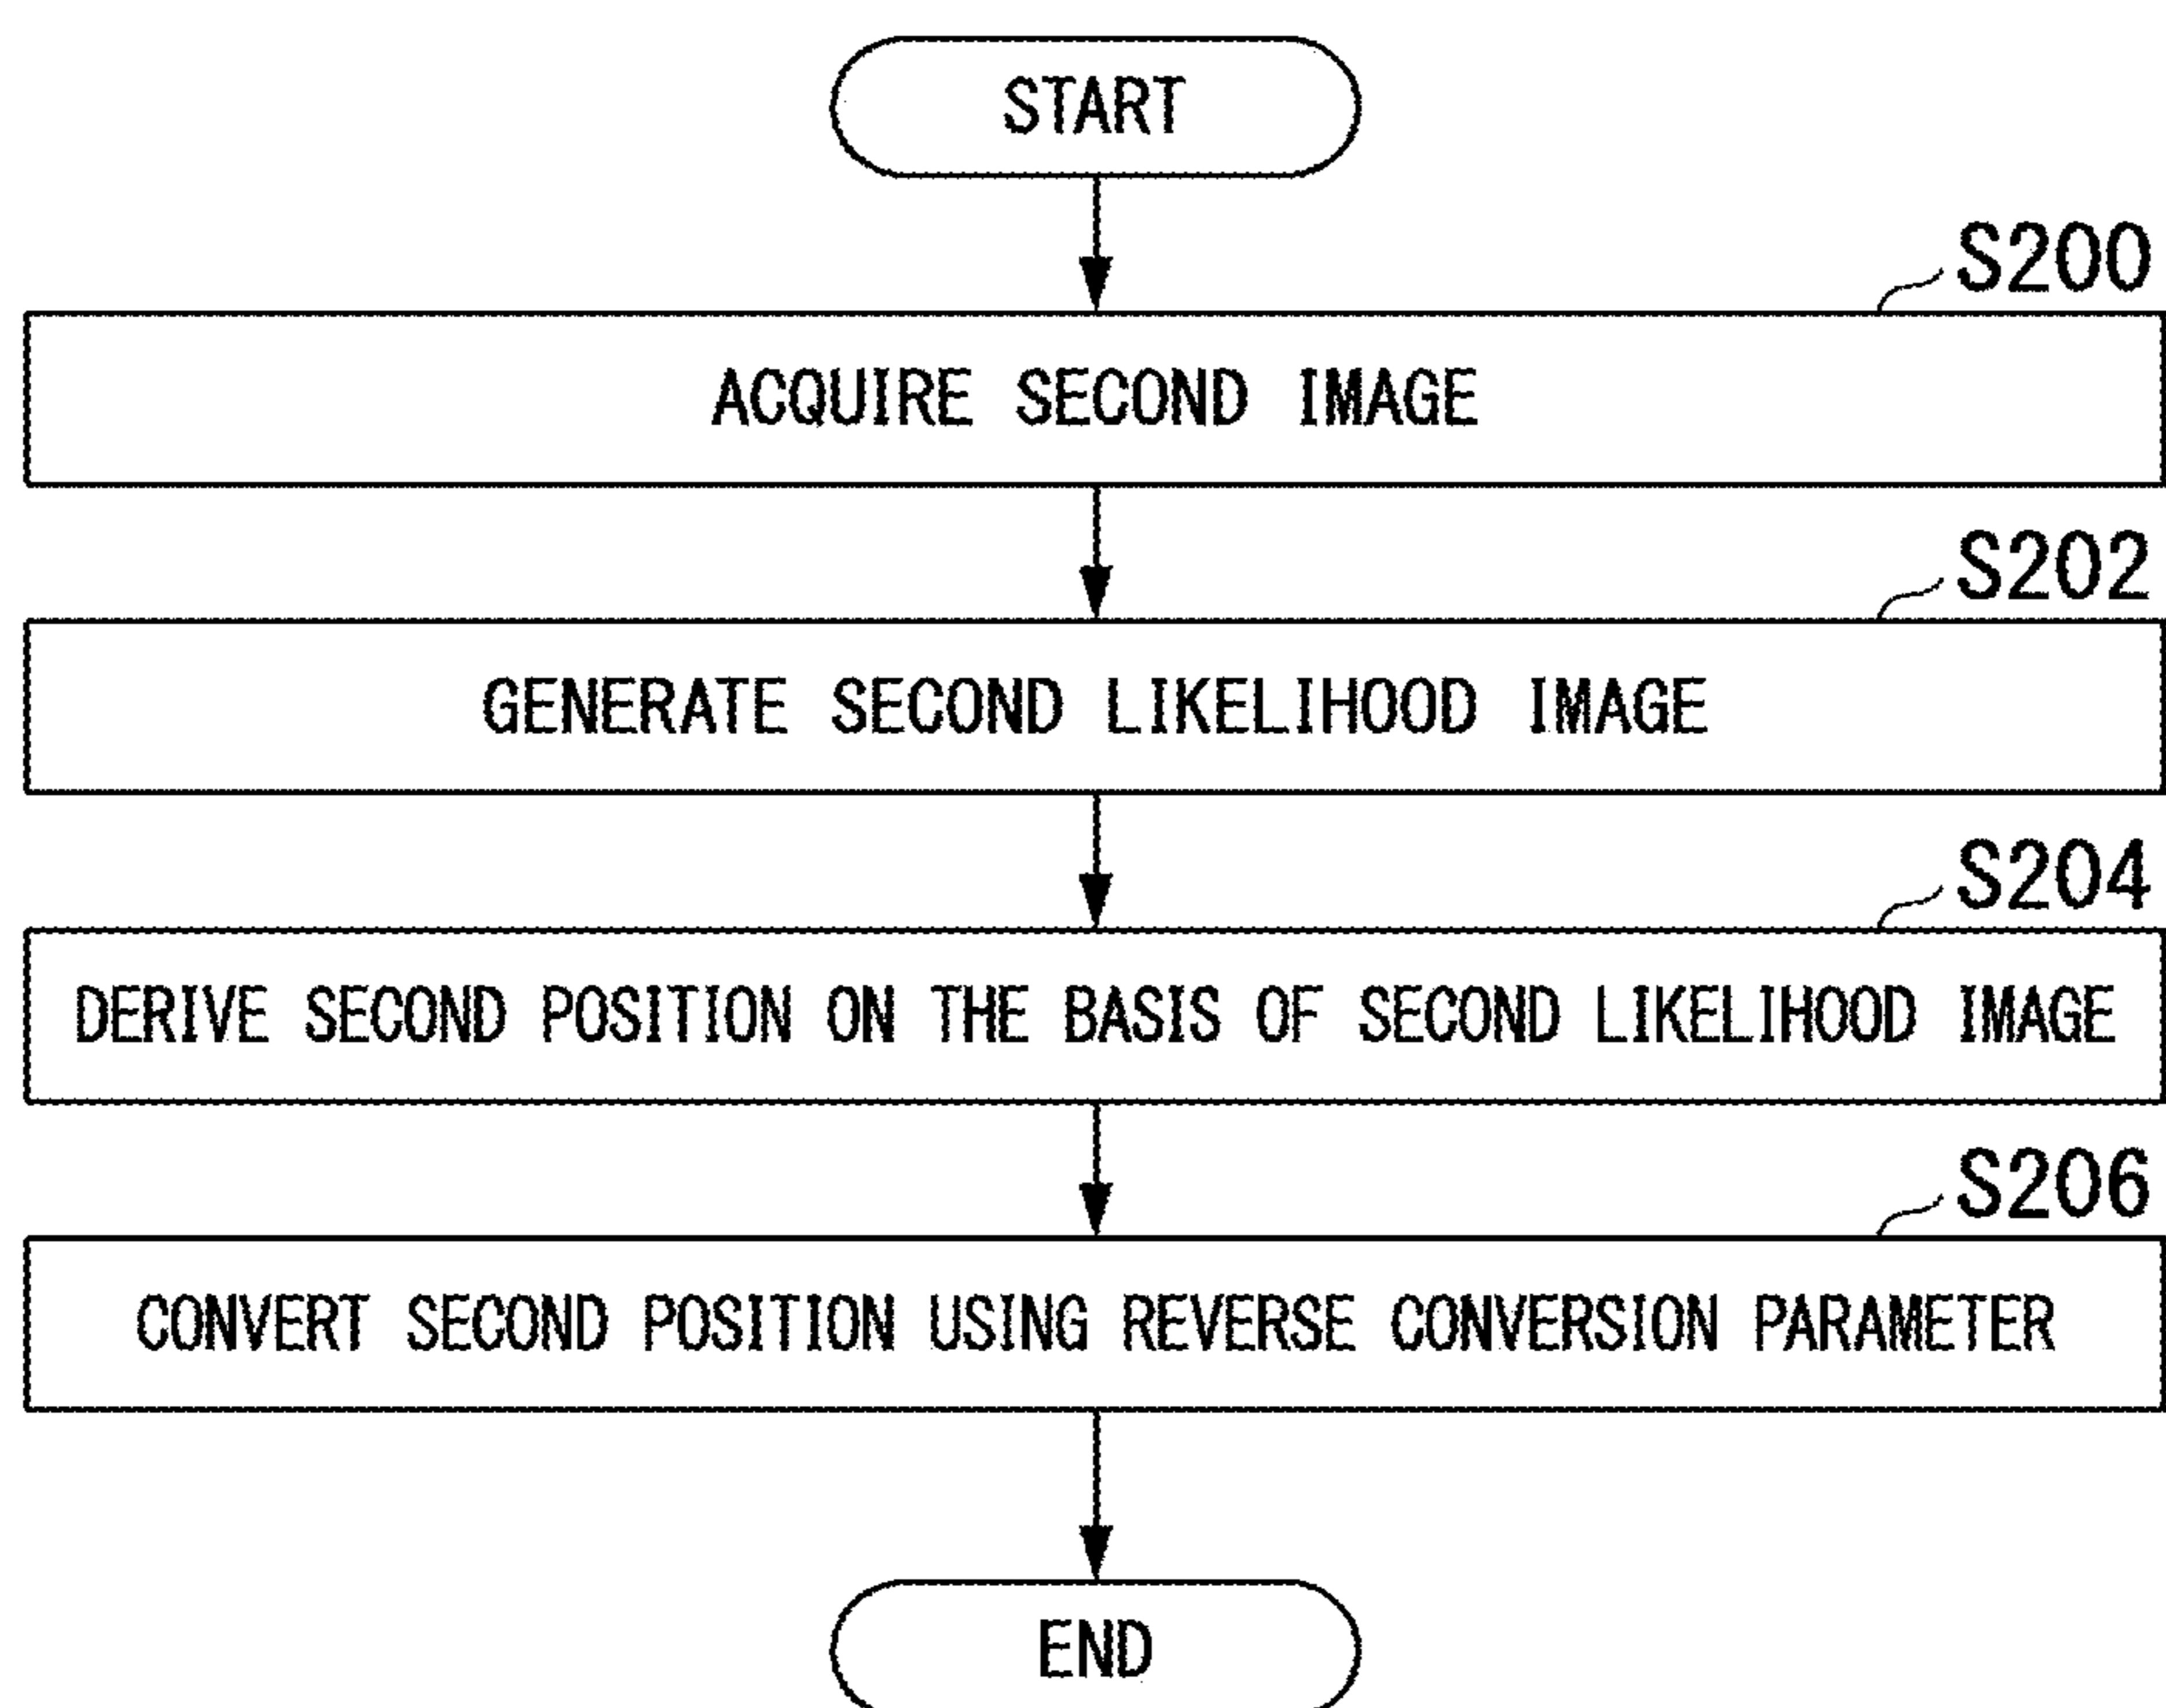 START
S200
ACQUIRE SECOND IMAGE
S202
GENERATE SECOND LIKELIHOOD IMAGE
S204
DERIVE SECOND POSITION ON THE BASIS OF SECOND LIKELIHOOD IMAGE
S206
CONVERT SECOND POSITION USING REVERSE CONVERSION PARAMETER
END